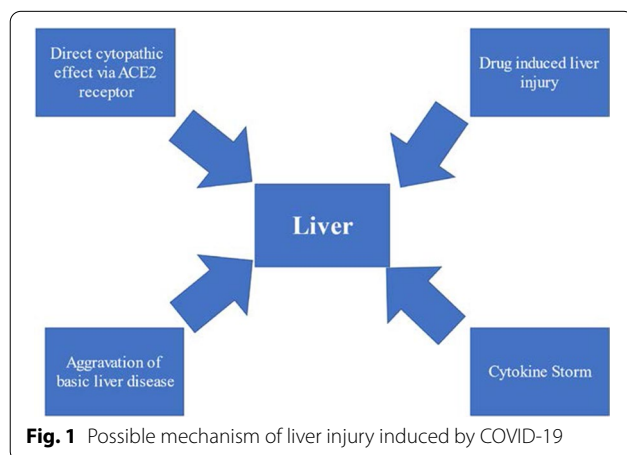 Direct cytopathic
effect via ACE2
receptor
Drug induced liver
injury
Liver
Aggravation of
basic liver disease
Cytokine Storm
Fig. 1 Possible mechanism of liver injury induced by COVID-19